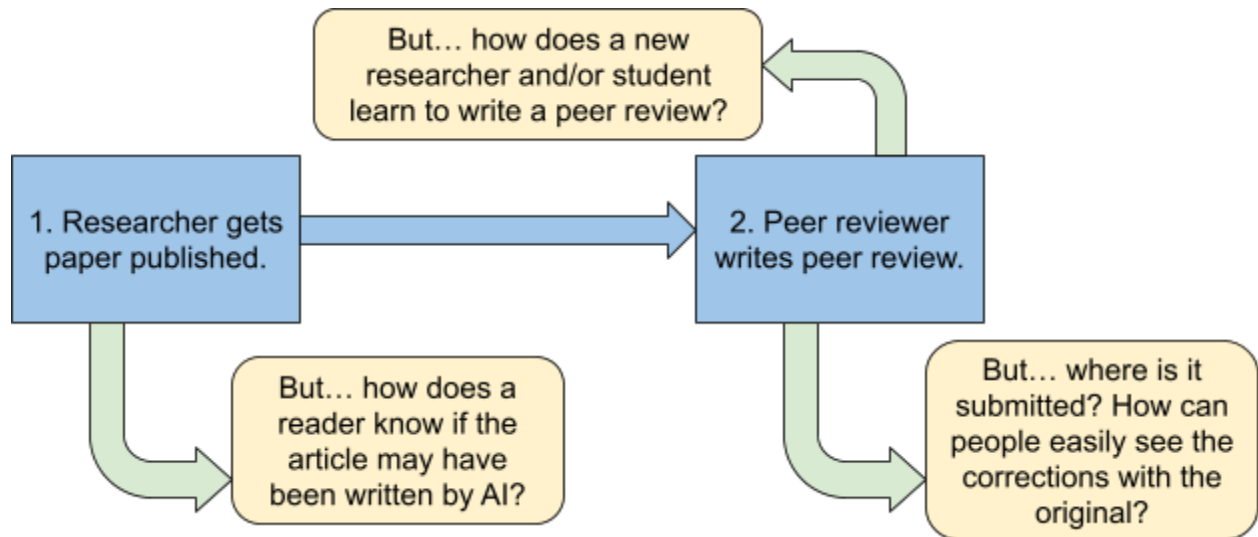 But… how does a new
researcher and/or student
learn to write a peer review?
1. Researcher gets
paper published.
2. Peer reviewer
writes peer review.
But… how does a
reader know if the
article may have
been written by AI?
But… where is it
submitted? How can
people easily see the
corrections with the
original?